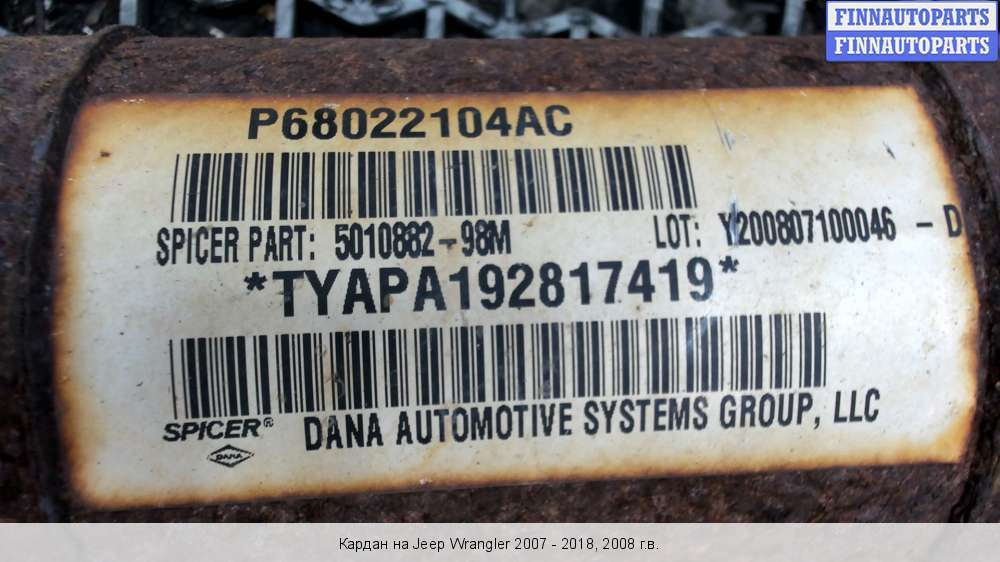 FINNAUTOPARTS
FINNAUTOPARTS
P68022104AC
SPICER PART: 5010882-98M LOT: Y200807100046 - D
*TYAPA192817419*
SPICER® DANA AUTOMOTIVE SYSTEMS GROUP, LLC
DANA
Кардан на Jeep Wrangler 2007 - 2018, 2008 г.в.